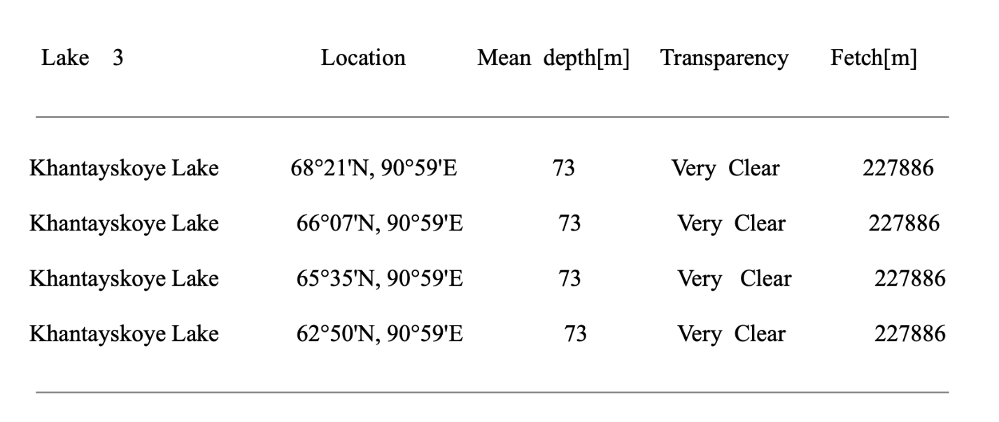 Lake 3 Location Mean depth[m] Transparency Fetch[m]
Khantayskoye Lake 68°21'N, 90°59'E 73 Very Clear 227886
Khantayskoye Lake 66°07'N, 90°59'E 73 Very Clear 227886
Khantayskoye Lake 65°35'N, 90°59'E 73 Very Clear 227886
Khantayskoye Lake 62°50'N, 90°59'E 73 Very Clear 227886